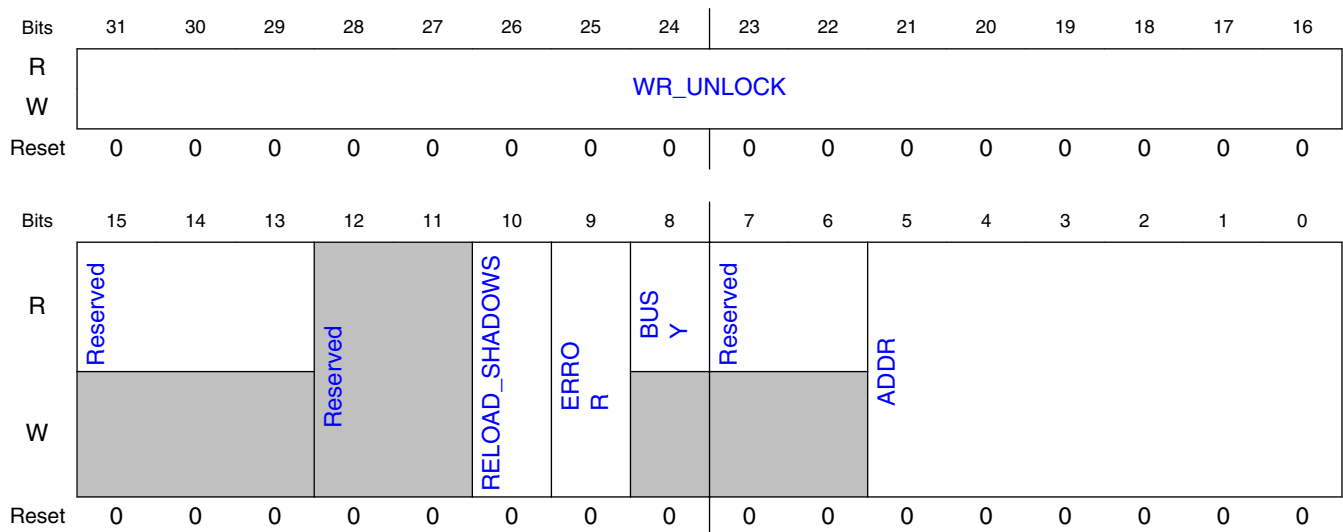 Bits 31 30 29 28 27 26 25 24 23 22 21 20 19 18 17 16
R
WR_UNLOCK
W
Reset 0 0 0 0 0 0 0 0 0 0 0 0 0 0 0 0
Bits 15 14 13 12 11 10 9 8 7 6 5 4 3 2 1 0
R
W
Reserved
Reserved
RELOAD_SHADOWS
ERRO
R
BUS
Y
Reserved
ADDR
Reset 0 0 0 0 0 0 0 0 0 0 0 0 0 0 0 0